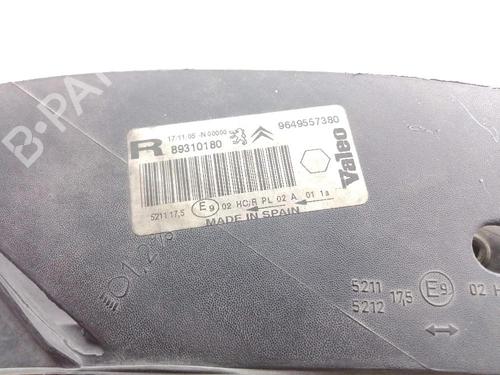 B-PARTS
17-11-05 -N 00000
R 89310180 9649557380
Valeo
5211 17,5 E9 02 HC/R PL 02 A 01 1a
MADE IN SPAIN
5211
5212 17,5 E9 02 H